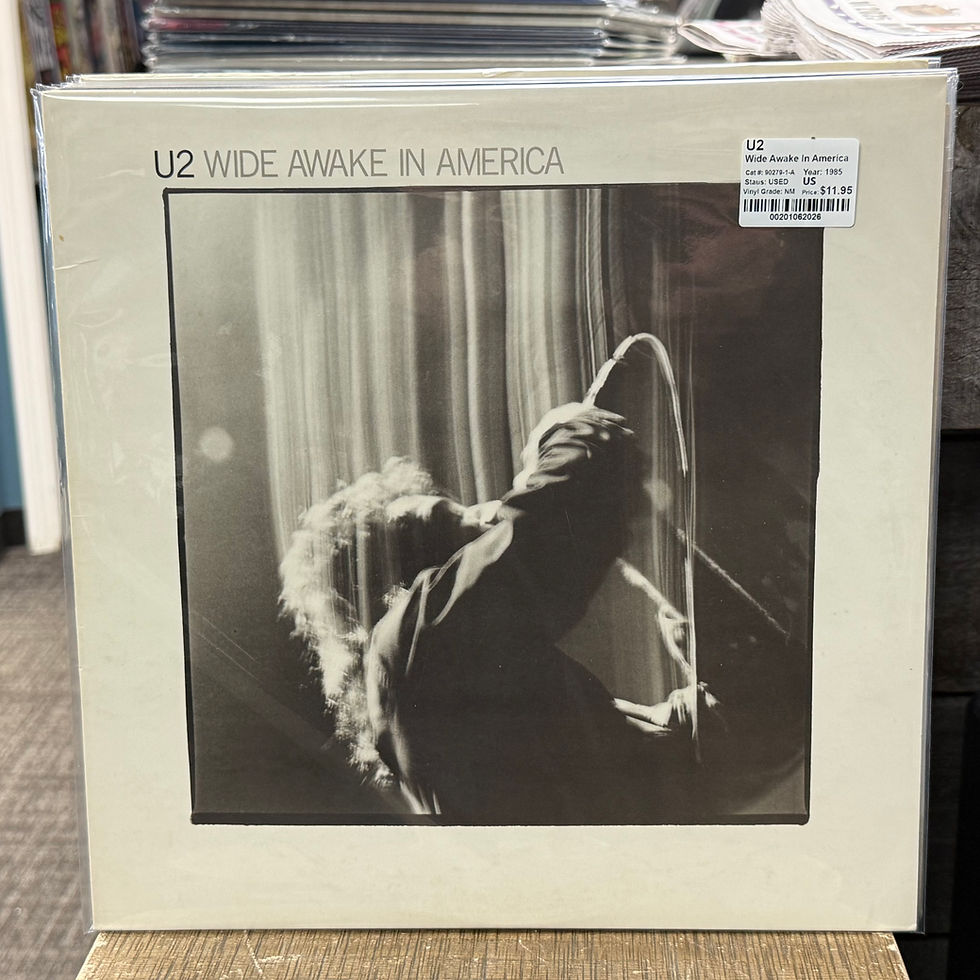 U2 WIDE AWAKE IN AMERICA
U2
Wide Awake In America
Cat #: 90279-1-A Year: 1985
Staus: USED US
Vinyl Grade: NM Price: $11.95
00201062026